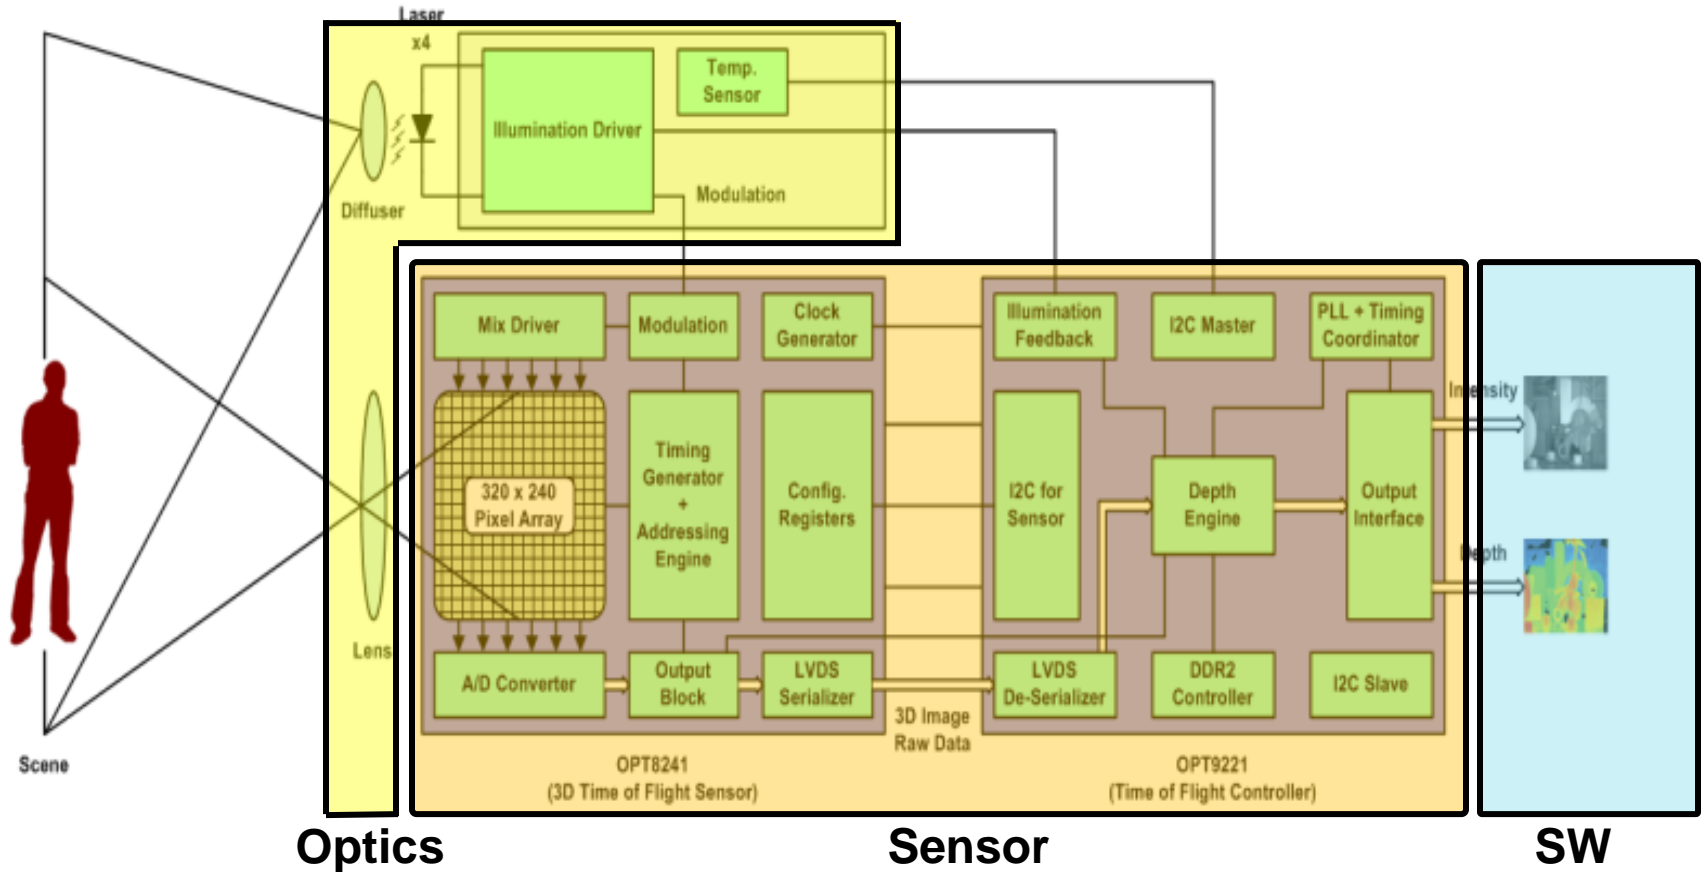 Laser
x4
Temp.
Sensor
Illumination Driver
Modulation
Diffuser
Mix Driver
Modulation
Clock
Generator
Illumination
Feedback
I2C Master
PLL + Timing
Coordinator
320 x 240
Pixel Array
Timing
Generator
+
Addressing
Engine
Config.
Registers
I2C for
Sensor
Depth
Engine
Output
Interface
Intensity
Depth
Lens
A/D Converter
Output
Block
LVDS
Serializer
3D Image
Raw Data
LVDS
De-Serializer
DDR2
Controller
I2C Slave
Scene
OPT8241
(3D Time of Flight Sensor)
OPT9221
(Time of Flight Controller)
Optics
Sensor
SW